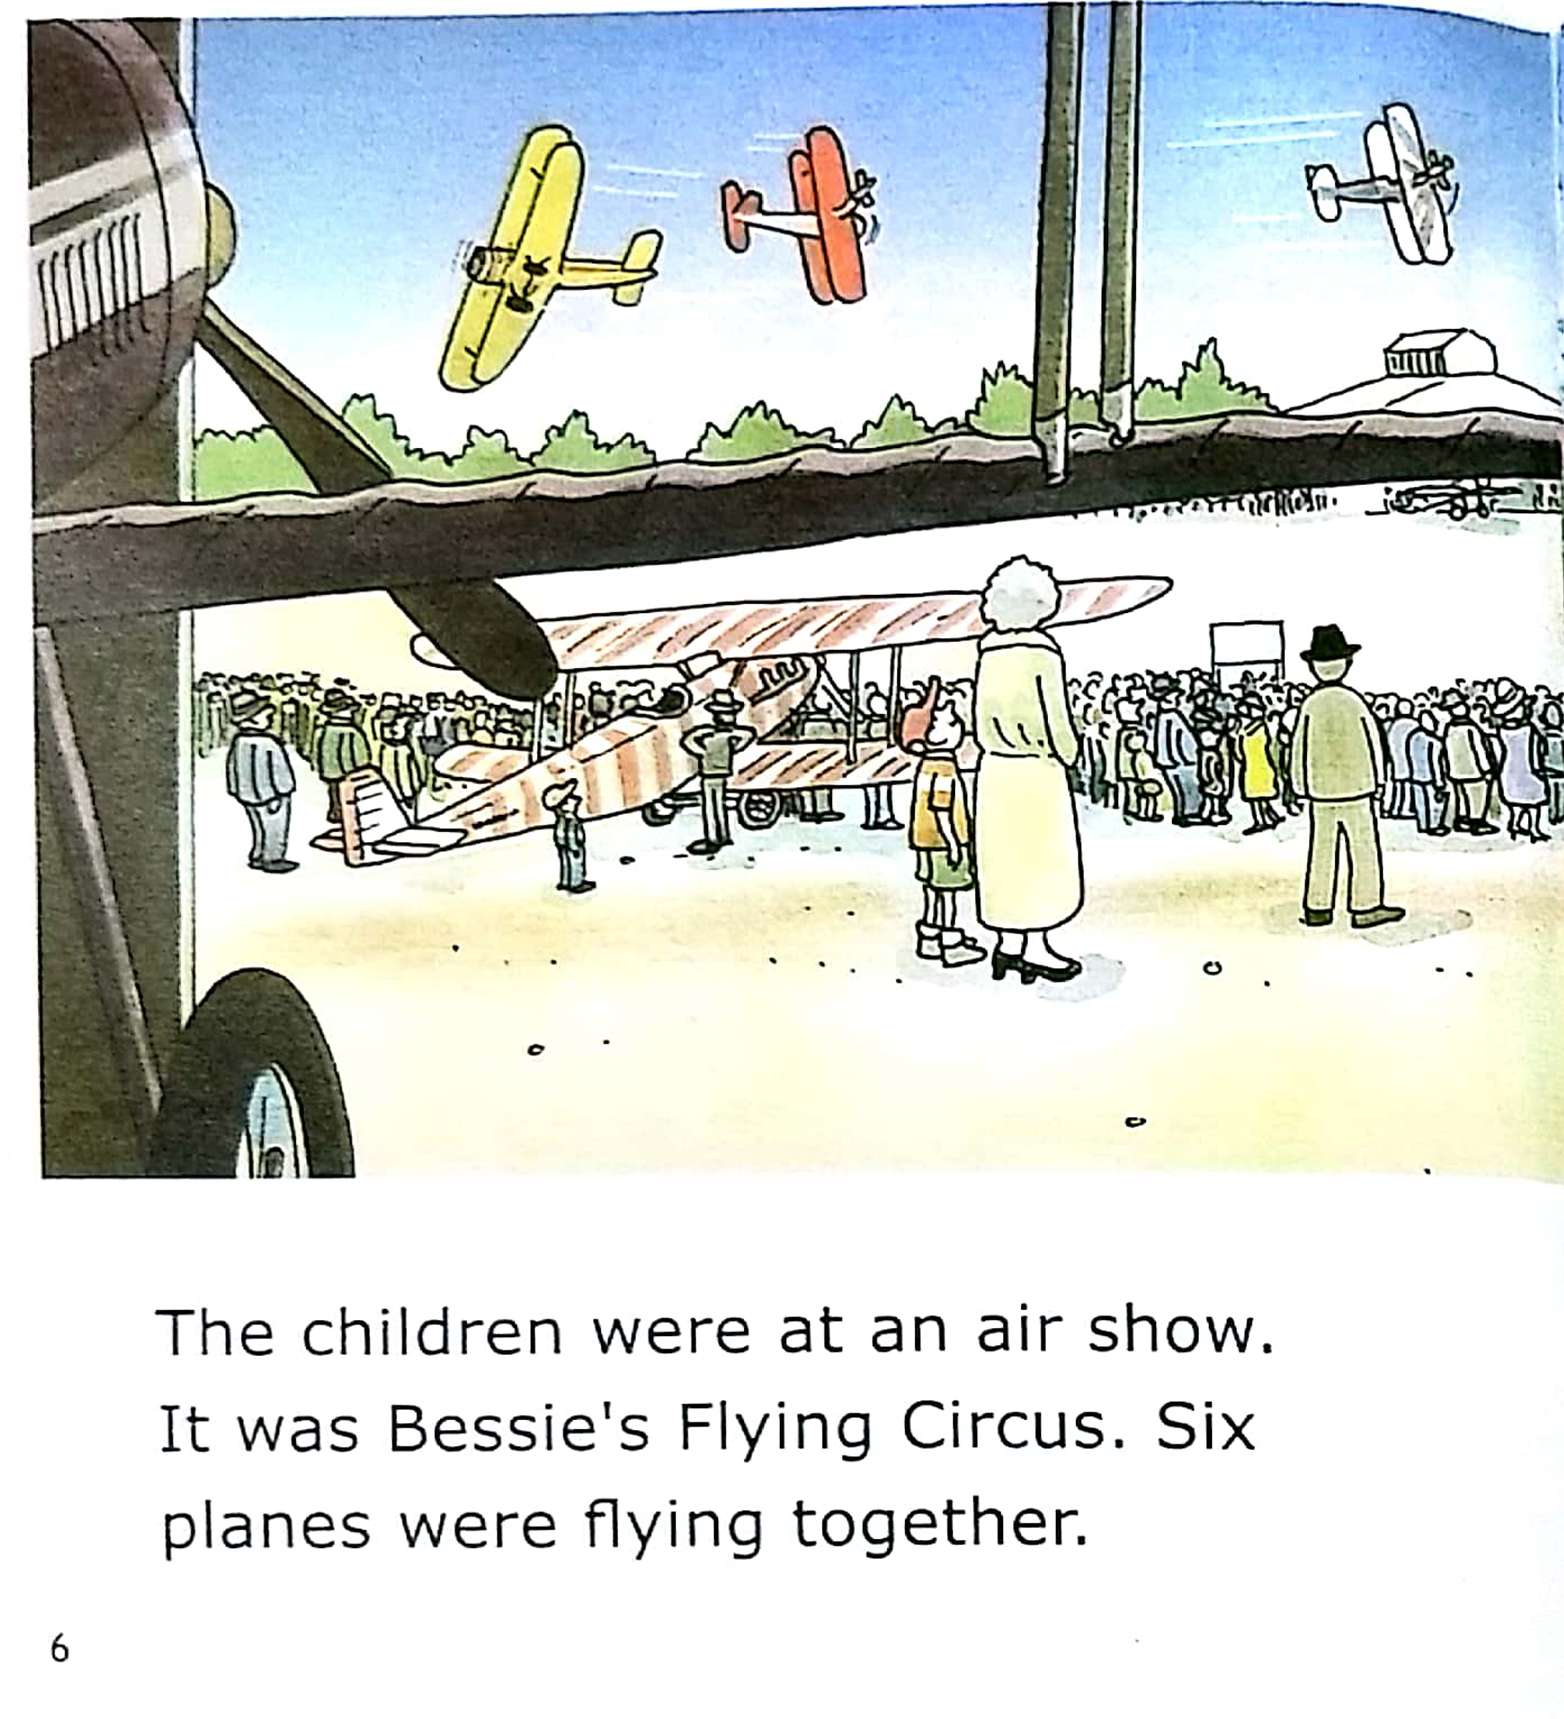 The children were at an air show.
It was Bessie's Flying Circus. Six
planes were flying together.
6